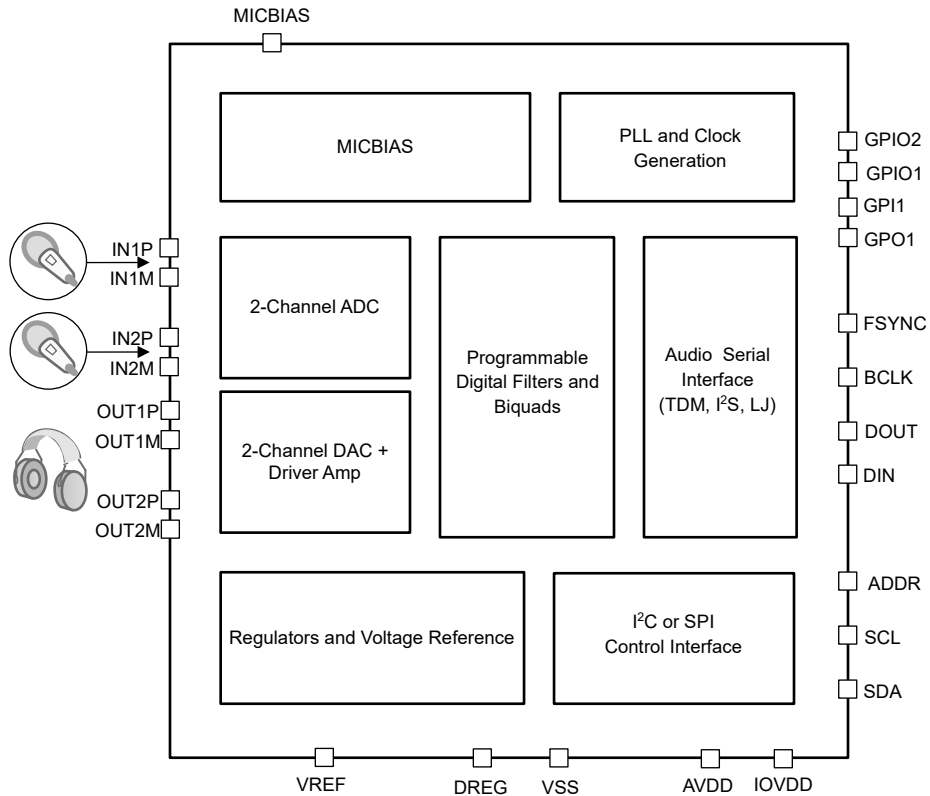 MICBIAS
MICBIAS
PLL and Clock
Generation
GPIO2
GPIO1
GPI1
GPO1
IN1P
IN1M
IN2P
IN2M
OUT1P
OUT1M
OUT2P
OUT2M
2-Channel ADC
2-Channel DAC +
Driver Amp
Programmable
Digital Filters and
Biquads
Audio Serial
Interface
(TDM, I²S, LJ)
FSYNC
BCLK
DOUT
DIN
Regulators and Voltage Reference
I²C or SPI
Control Interface
ADDR
SCL
SDA
VREF
DREG
VSS
AVDD
IOVDD